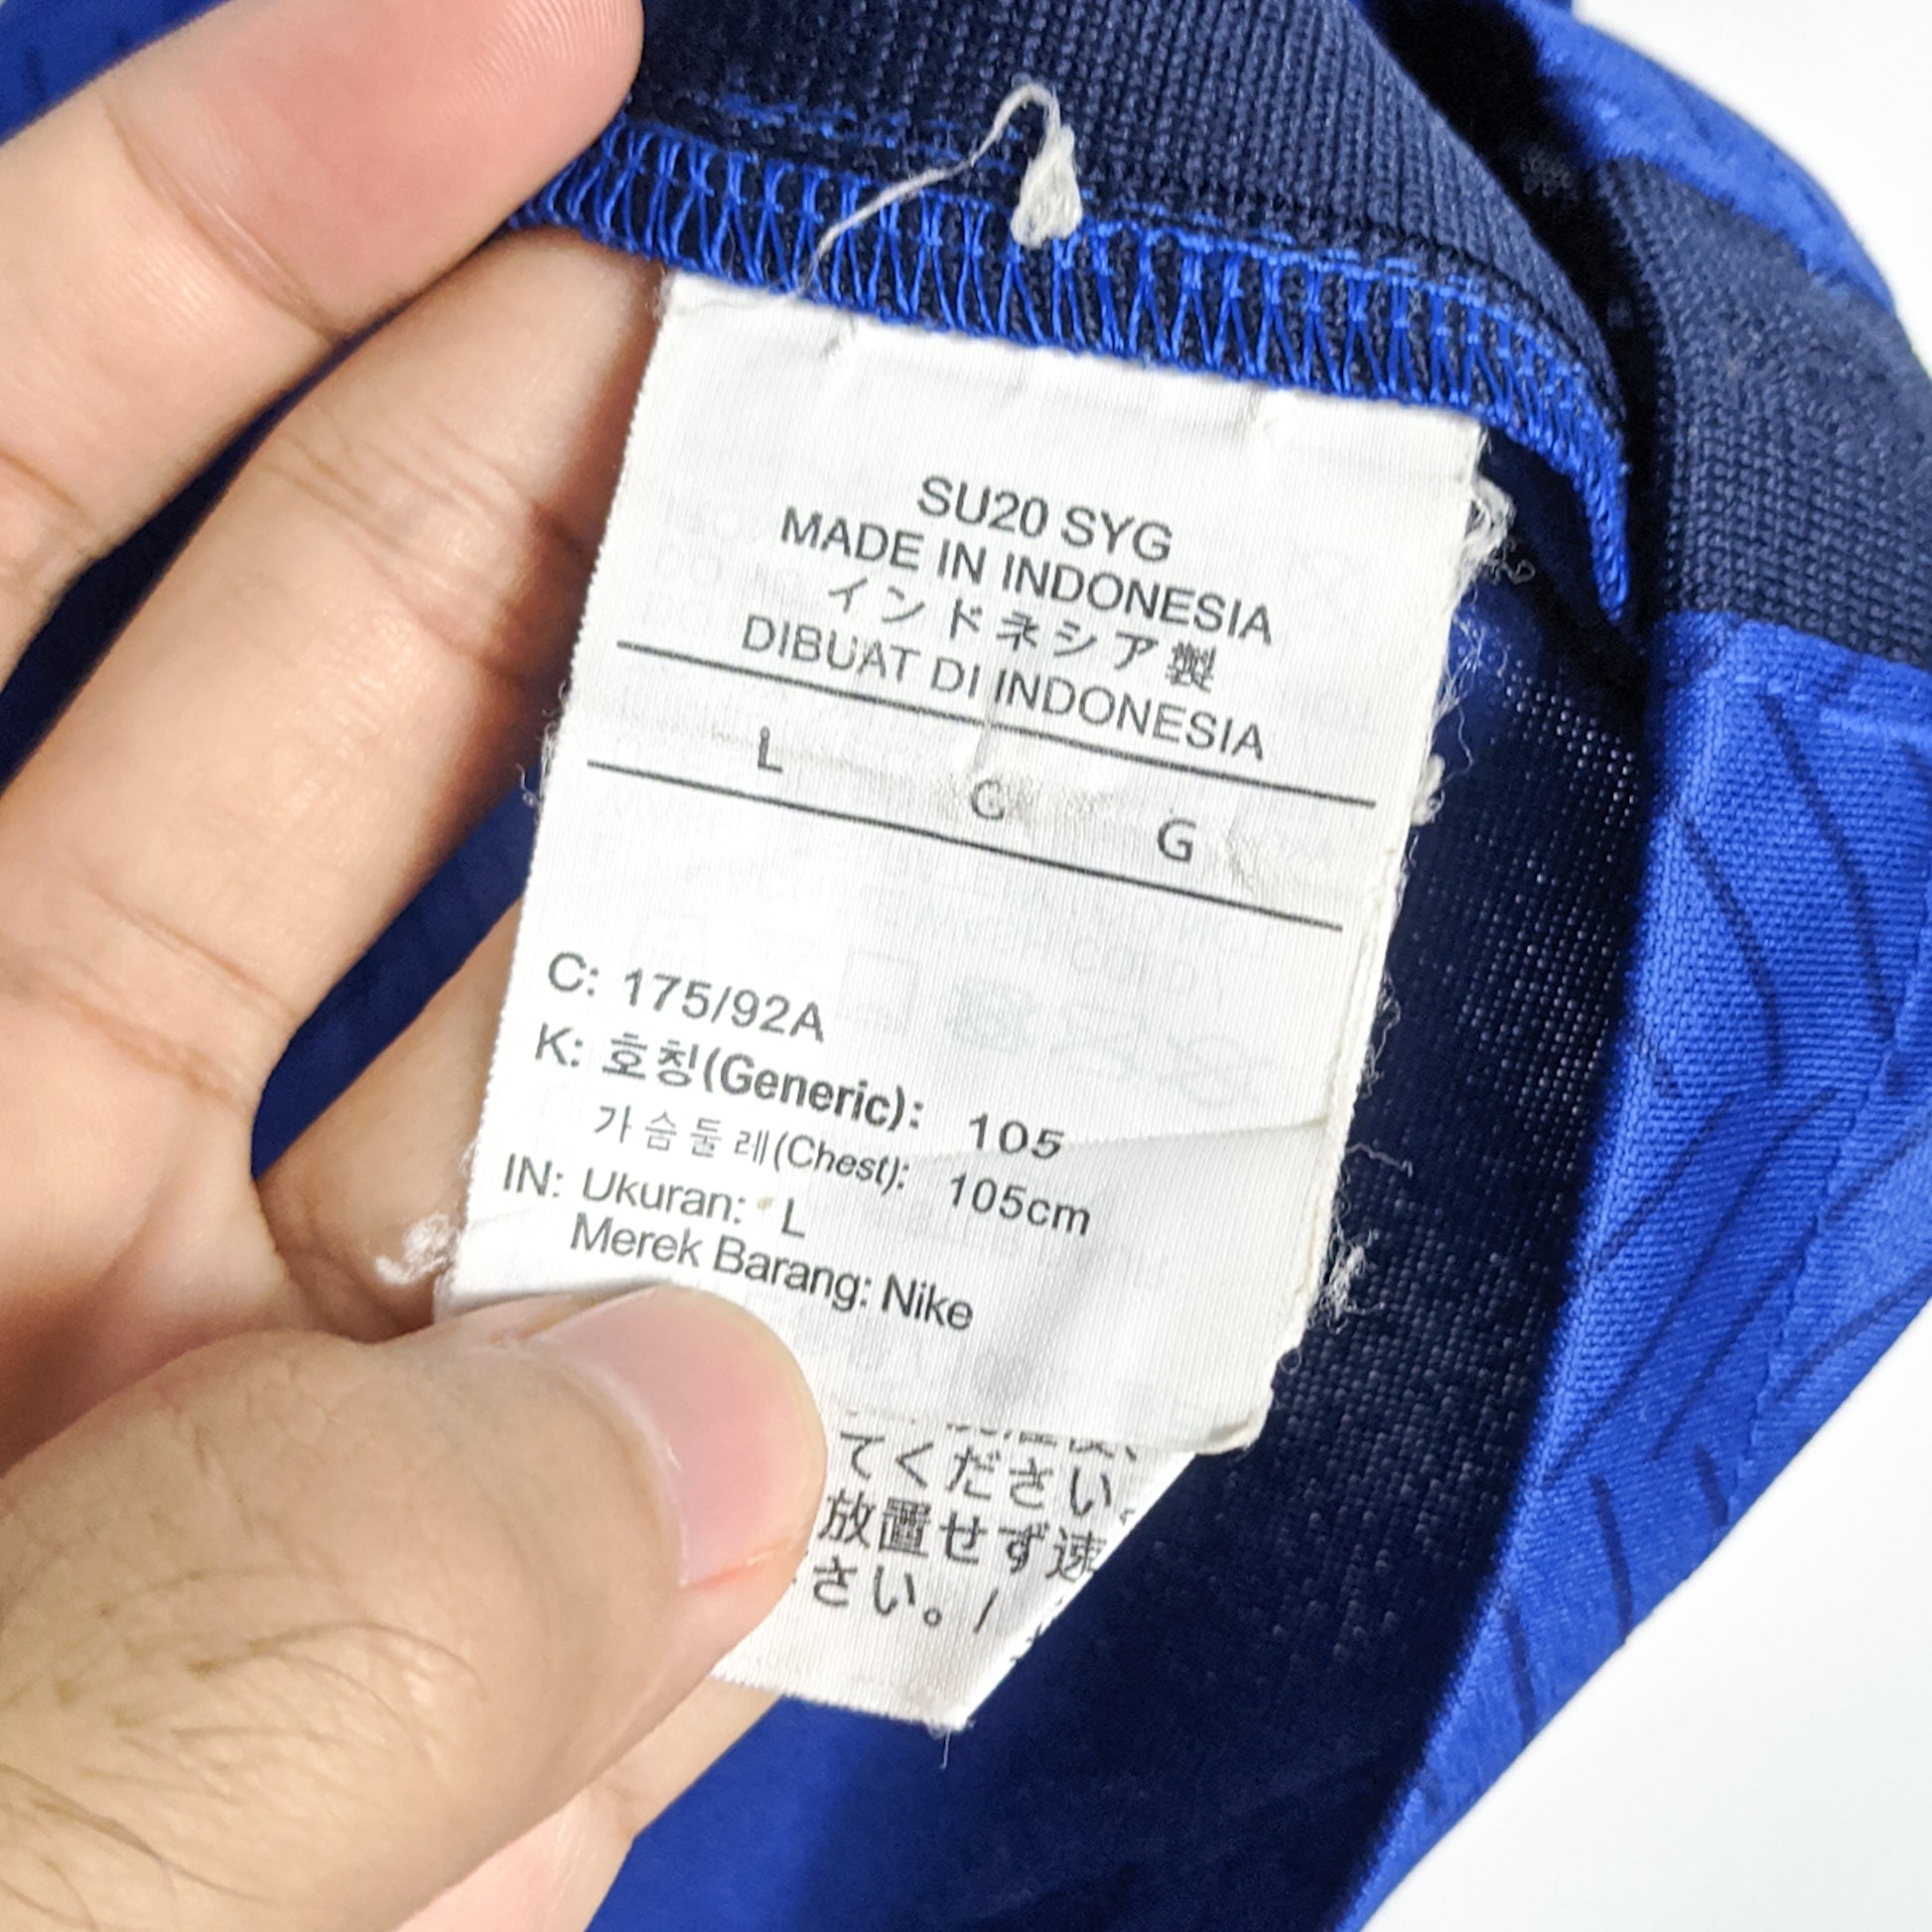 SU20 SYG
MADE IN INDONESIA
インドネシア製
DIBUAT DI INDONESIA
L G G
C: 175/92A
K: 호칭(Generic): 105
가슴둘레(Chest): 105cm
IN: Ukuran: L
Merek Barang: Nike
てください。
放置せず速
さい。/